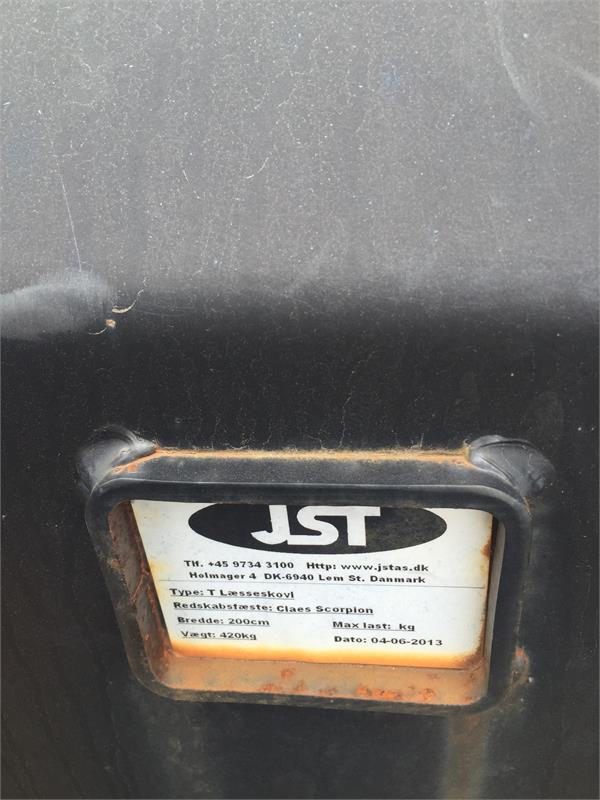 JST
Tlf. +45 9734 3100 Http: www.jstas.dk
Holmager 4 DK-6940 Lem St. Danmark
Type: T Læsseskovl
Redskabsfæste: Claes Scorpion
Bredde: 200cm Max last: kg
Vægt: 420kg Dato: 04-06-2013